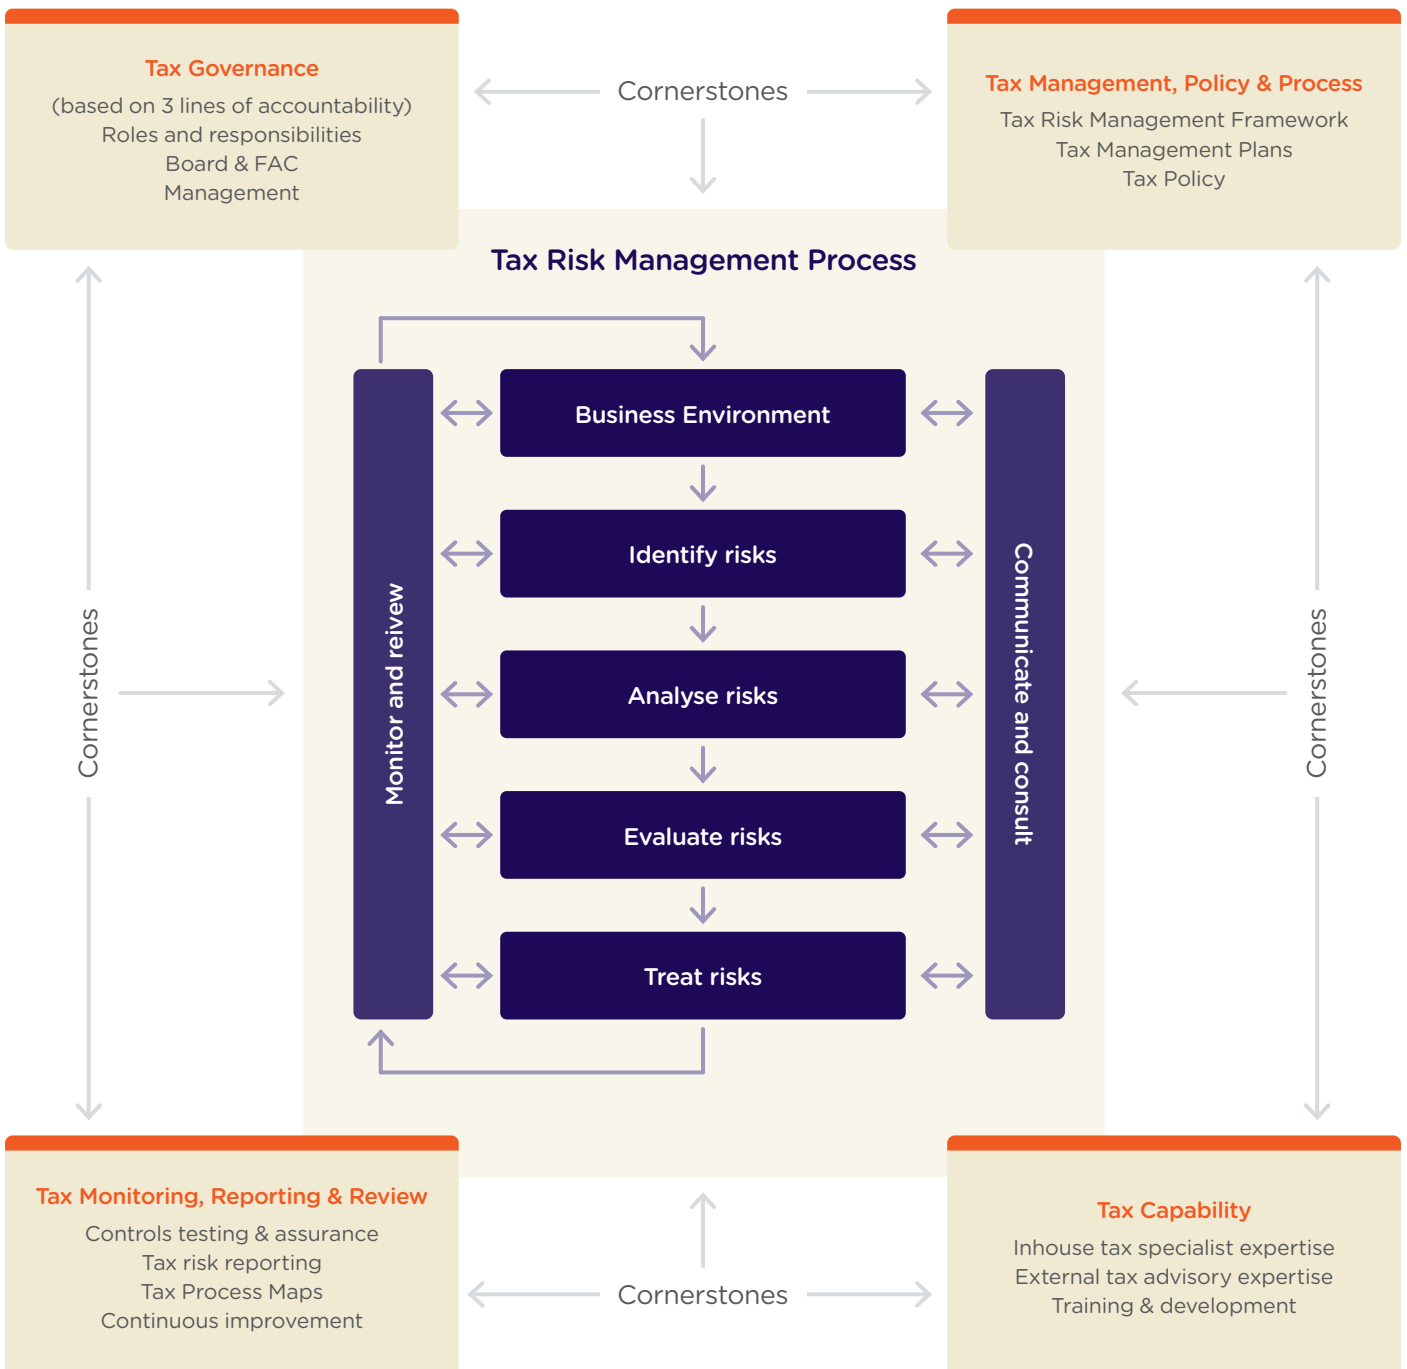 Tax Governance
(based on 3 lines of accountability)
Roles and responsibilities
Board & FAC
Management
Cornerstones
Tax Management, Policy & Process
Tax Risk Management Framework
Tax Management Plans
Tax Policy
Tax Risk Management Process
Business Environment
Identify risks
Analyse risks
Evaluate risks
Treat risks
Monitor and reivew
Communicate and consult
Cornerstones
Cornerstones
Tax Monitoring, Reporting & Review
Controls testing & assurance
Tax risk reporting
Tax Process Maps
Continuous improvement
Cornerstones
Tax Capability
Inhouse tax specialist expertise
External tax advisory expertise
Training & development